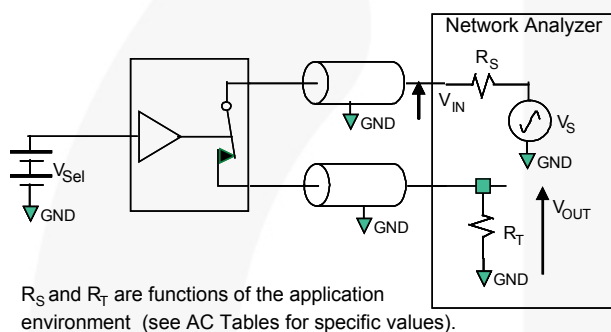 Network Analyzer
R_S
V_IN
GND
V_S
GND
V_Sel
GND
GND
V_OUT
R_T
GND
R_S and R_T are functions of the application
environment (see AC Tables for specific values).